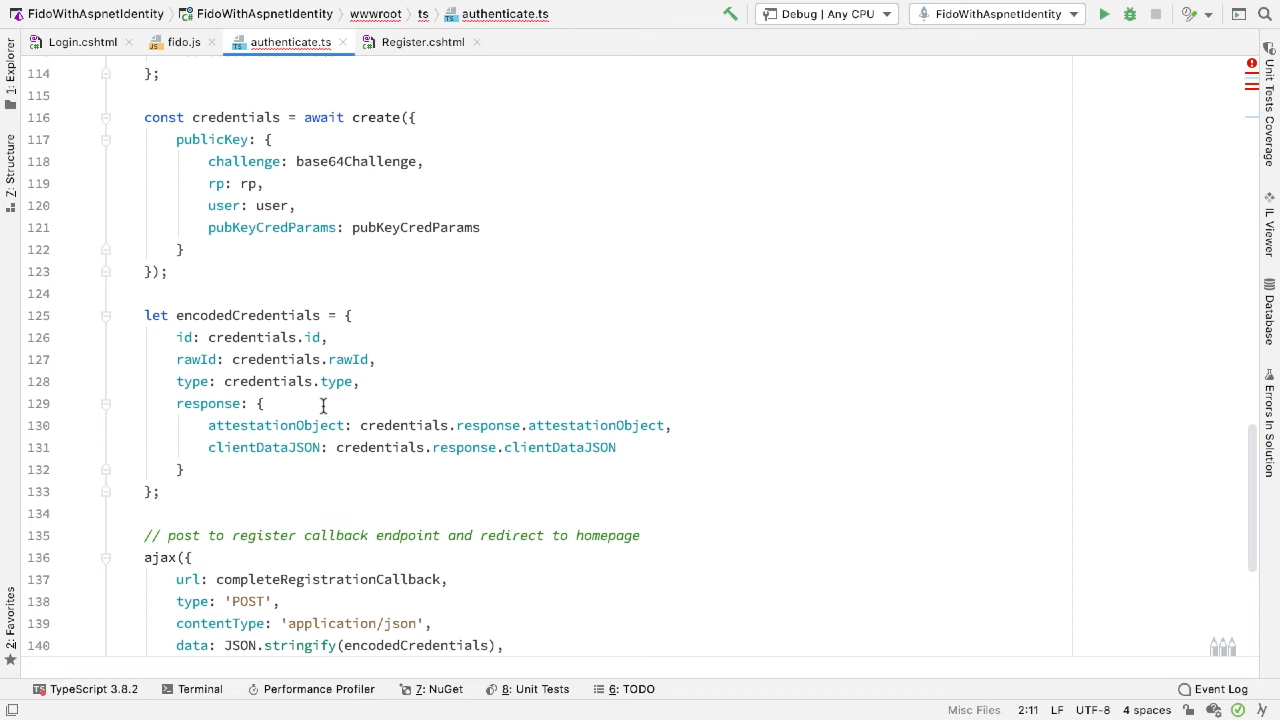 FidoWithAspnetIdentity FidoWithAspnetIdentity wwwroot ts authenticate.ts Debug | Any CPU FidoWithAspnetIdentity
Login.cshtml fido.js authenticate.ts Register.cshtml
1: Explorer
7: Structure
2: Favorites
114 };
115
116 const credentials = await create({
117 publicKey: {
118 challenge: base64Challenge,
119 rp: rp,
120 user: user,
121 pubKeyCredParams: pubKeyCredParams
122 }
123 });
124
125 let encodedCredentials = {
126 id: credentials.id,
127 rawId: credentials.rawId,
128 type: credentials.type,
129 response: {
130 attestationObject: credentials.response.attestationObject,
131 clientDataJSON: credentials.response.clientDataJSON
132 }
133 };
134
135 // post to register callback endpoint and redirect to homepage
136 ajax({
137 url: completeRegistrationCallback,
138 type: 'POST',
139 contentType: 'application/json',
140 data: JSON.stringify(encodedCredentials),
Unit Tests Coverage
IL Viewer
Database
Errors In Solution
TypeScript 3.8.2 Terminal Performance Profiler 7: NuGet 8: Unit Tests 6: TODO Event Log
Misc Files 2:11 LF UTF-8 4 spaces